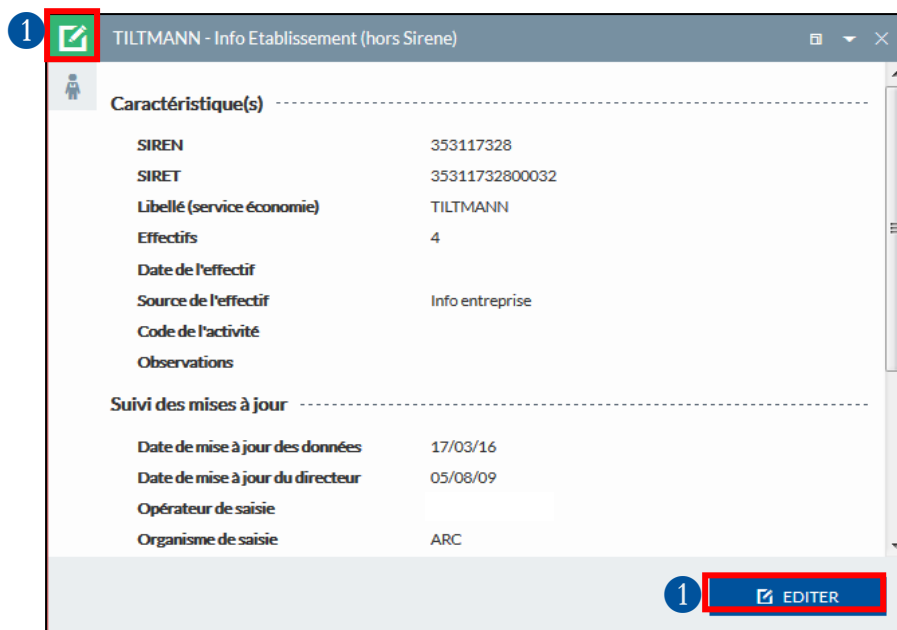 1
TILTMANN - Info Etablissement (hors Sirene)
Caractéristique(s)
SIREN 353117328
SIRET 35311732800032
Libellé (service économie) TILTMANN
Effectifs 4
Date de l'effectif
Source de l'effectif Info entreprise
Code de l'activité
Observations
Suivi des mises à jour
Date de mise à jour des données 17/03/16
Date de mise à jour du directeur 05/08/09
Opérateur de saisie
Organisme de saisie ARC
1 EDITER